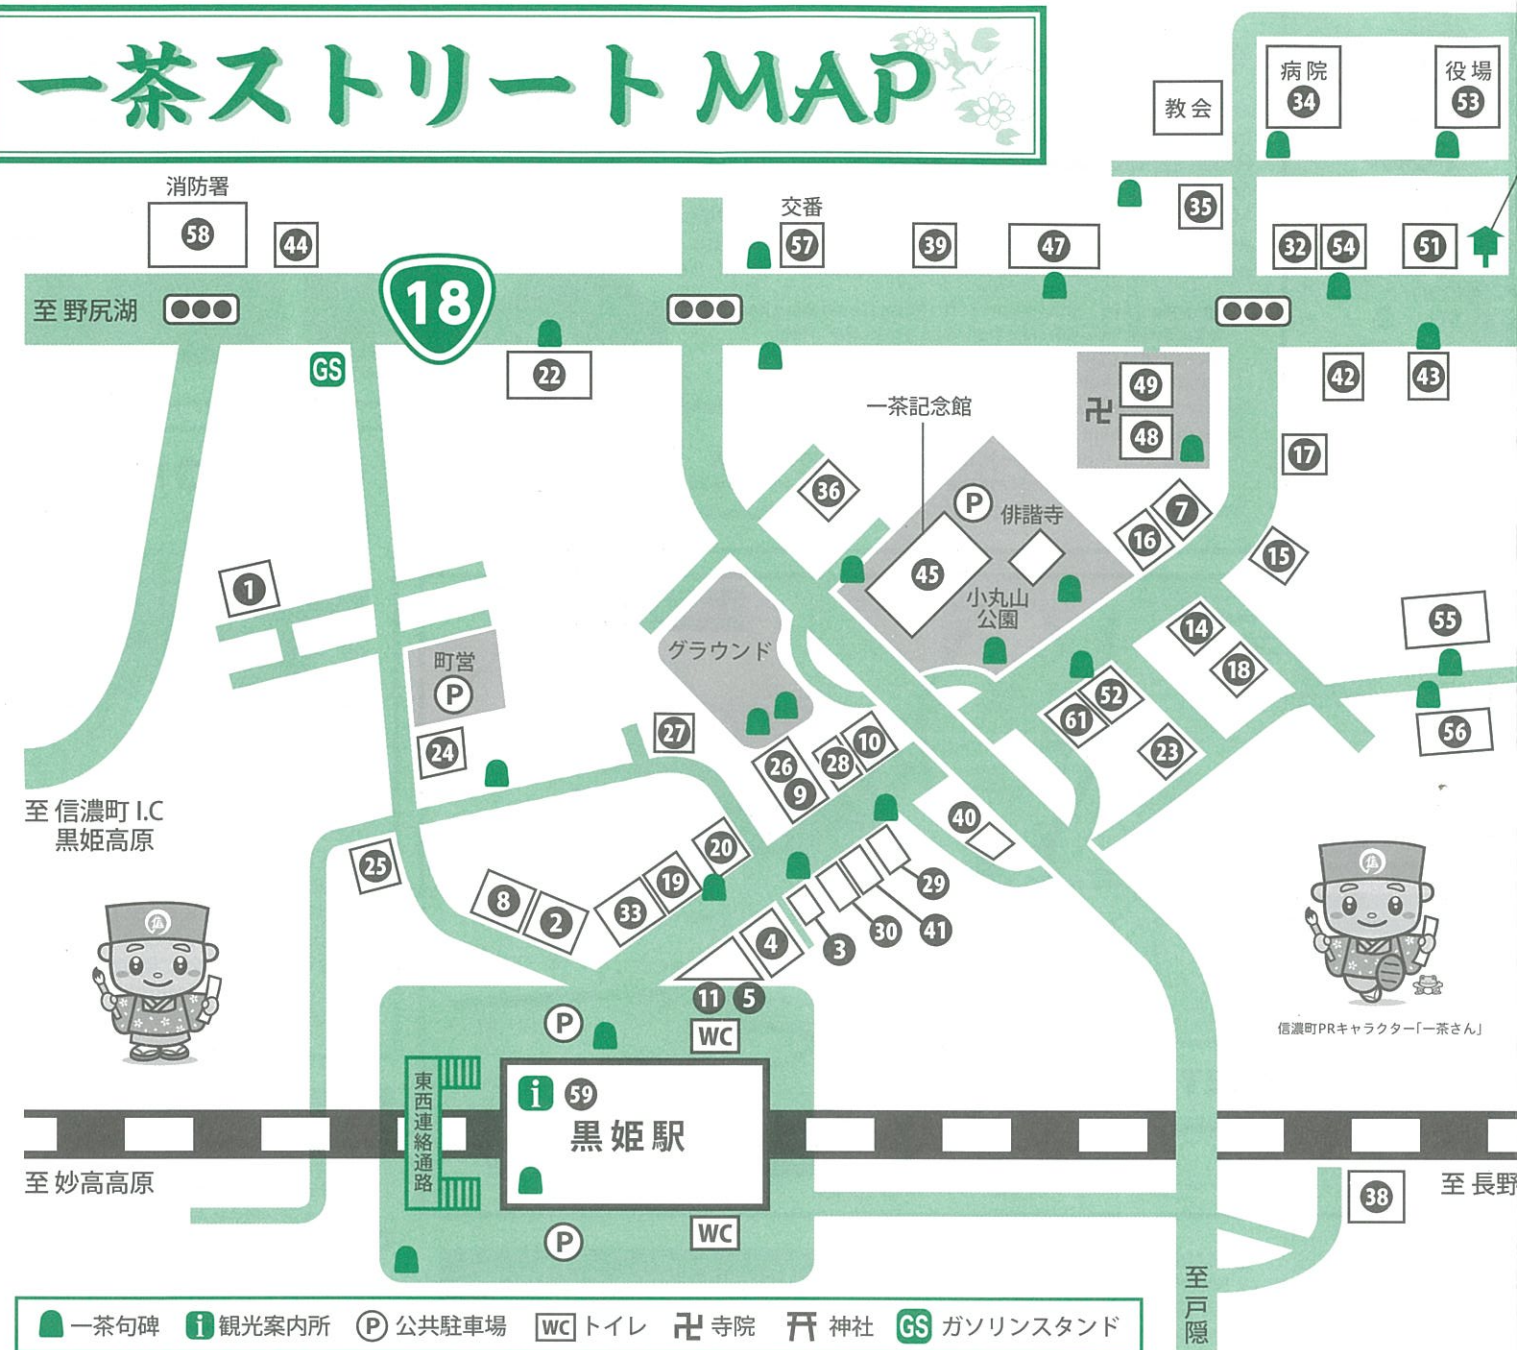 一茶ストリート MAP
教会
病院
34
役場
53
消防署
58
44
交番
57
39
47
35
32
54
51
至 野尻湖
18
GS
22
49
卍
48
42
43
17
一茶記念館
36
P
俳諧寺
45
小丸山
公園
7
16
15
1
グラウンド
町営
P
24
27
14
18
55
52
61
23
56
26
9
28
10
至 信濃町 I.C
黒姫高原
25
20
19
33
8
2
40
29
30
41
3
4
11
5
WC
P
信濃町PRキャラクター「一茶さん」
東西連絡通路
i
59
黒姫駅
P
WC
至 妙高高原
38
至 長野
至 戸隠
一茶句碑
i 観光案内所
P 公共駐車場
WC トイレ
卍 寺院
神社
GS ガソリンスタンド